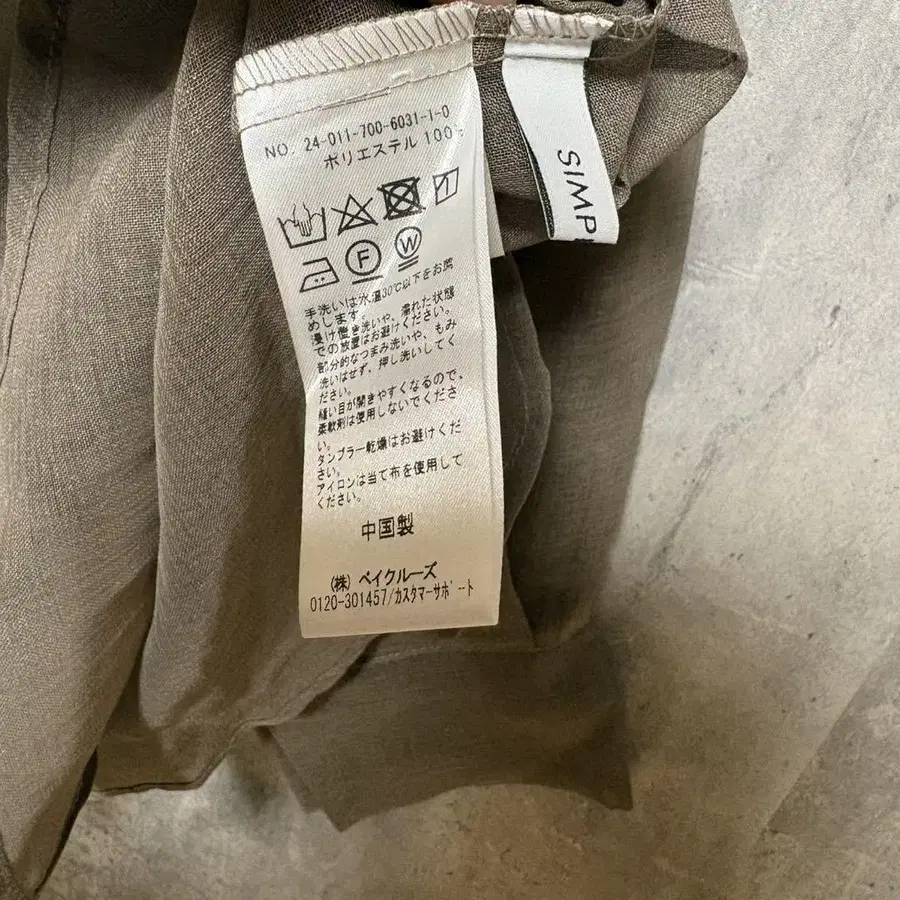 NO. 24-011-700-6031-1-0
ポリエステル 100%
F
W
手洗いは水温30℃以下をお薦
めします。
浸け置き洗いや、濡れた状態
での放置はお避けください。
部分的なつまみ洗いや、もみ
洗いはせず、押し洗いしてく
ださい。
縫い目が開きやすくなるので、
柔軟剤は使用しないでくださ
い。
タンブラー乾燥はお避けくだ
さい。
アイロンは当て布を使用して
ください。
中国製
(株) ベイクルーズ
0120-301457/カスタマーサポート
SIMP